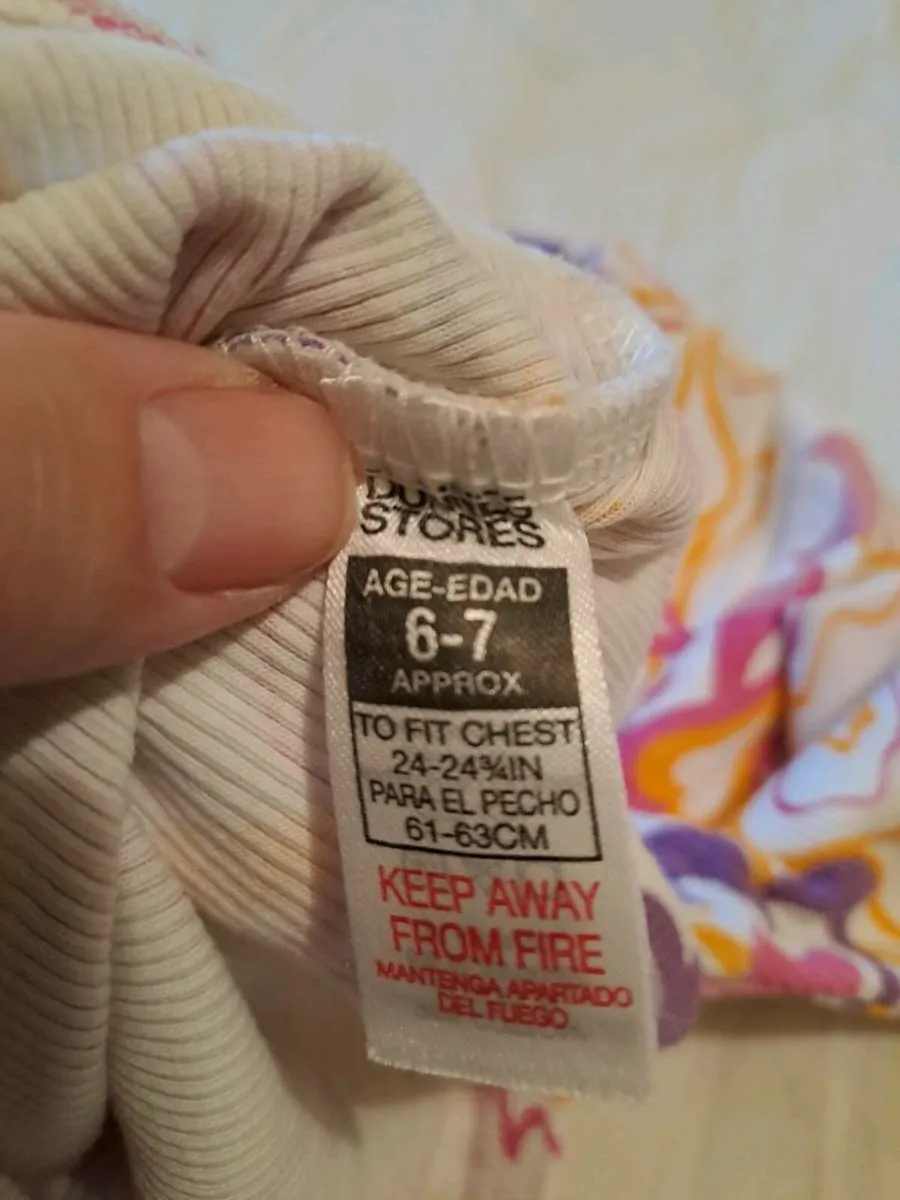 DUNNES
STORES
AGE-EDAD
6-7
APPROX
TO FIT CHEST
24-24¾IN
PARA EL PECHO
61-63CM
KEEP AWAY
FROM FIRE
MANTENGA APARTADO
DEL FUEGO